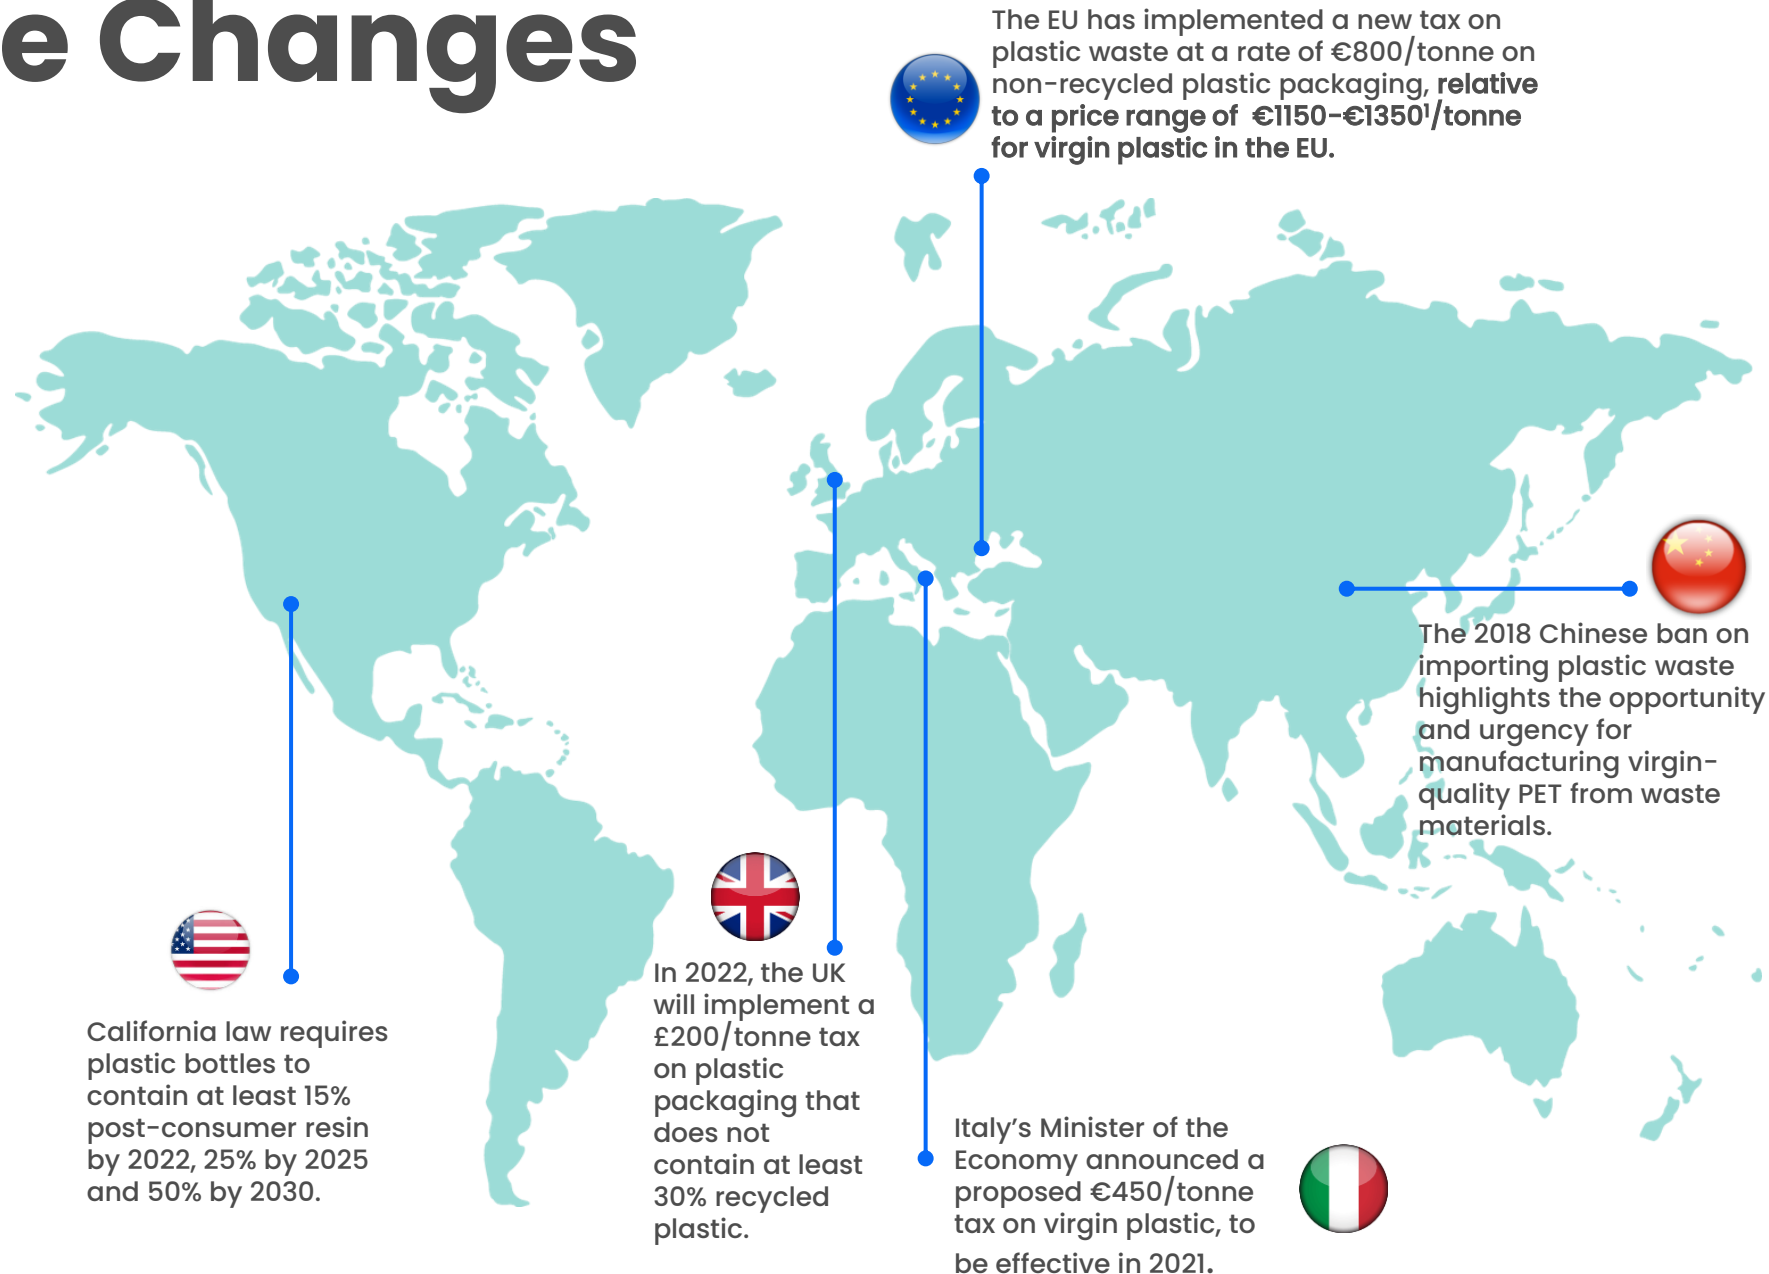 e Changes
The EU has implemented a new tax on
plastic waste at a rate of €800/tonne on
non-recycled plastic packaging, relative
to a price range of €1150-€1350¹/tonne
for virgin plastic in the EU.
The 2018 Chinese ban on
importing plastic waste
highlights the opportunity
and urgency for
manufacturing virgin-
quality PET from waste
materials.
California law requires
plastic bottles to
contain at least 15%
post-consumer resin
by 2022, 25% by 2025
and 50% by 2030.
In 2022, the UK
will implement a
£200/tonne tax
on plastic
packaging that
does not
contain at least
30% recycled
plastic.
Italy’s Minister of the
Economy announced a
proposed €450/tonne
tax on virgin plastic, to
be effective in 2021.